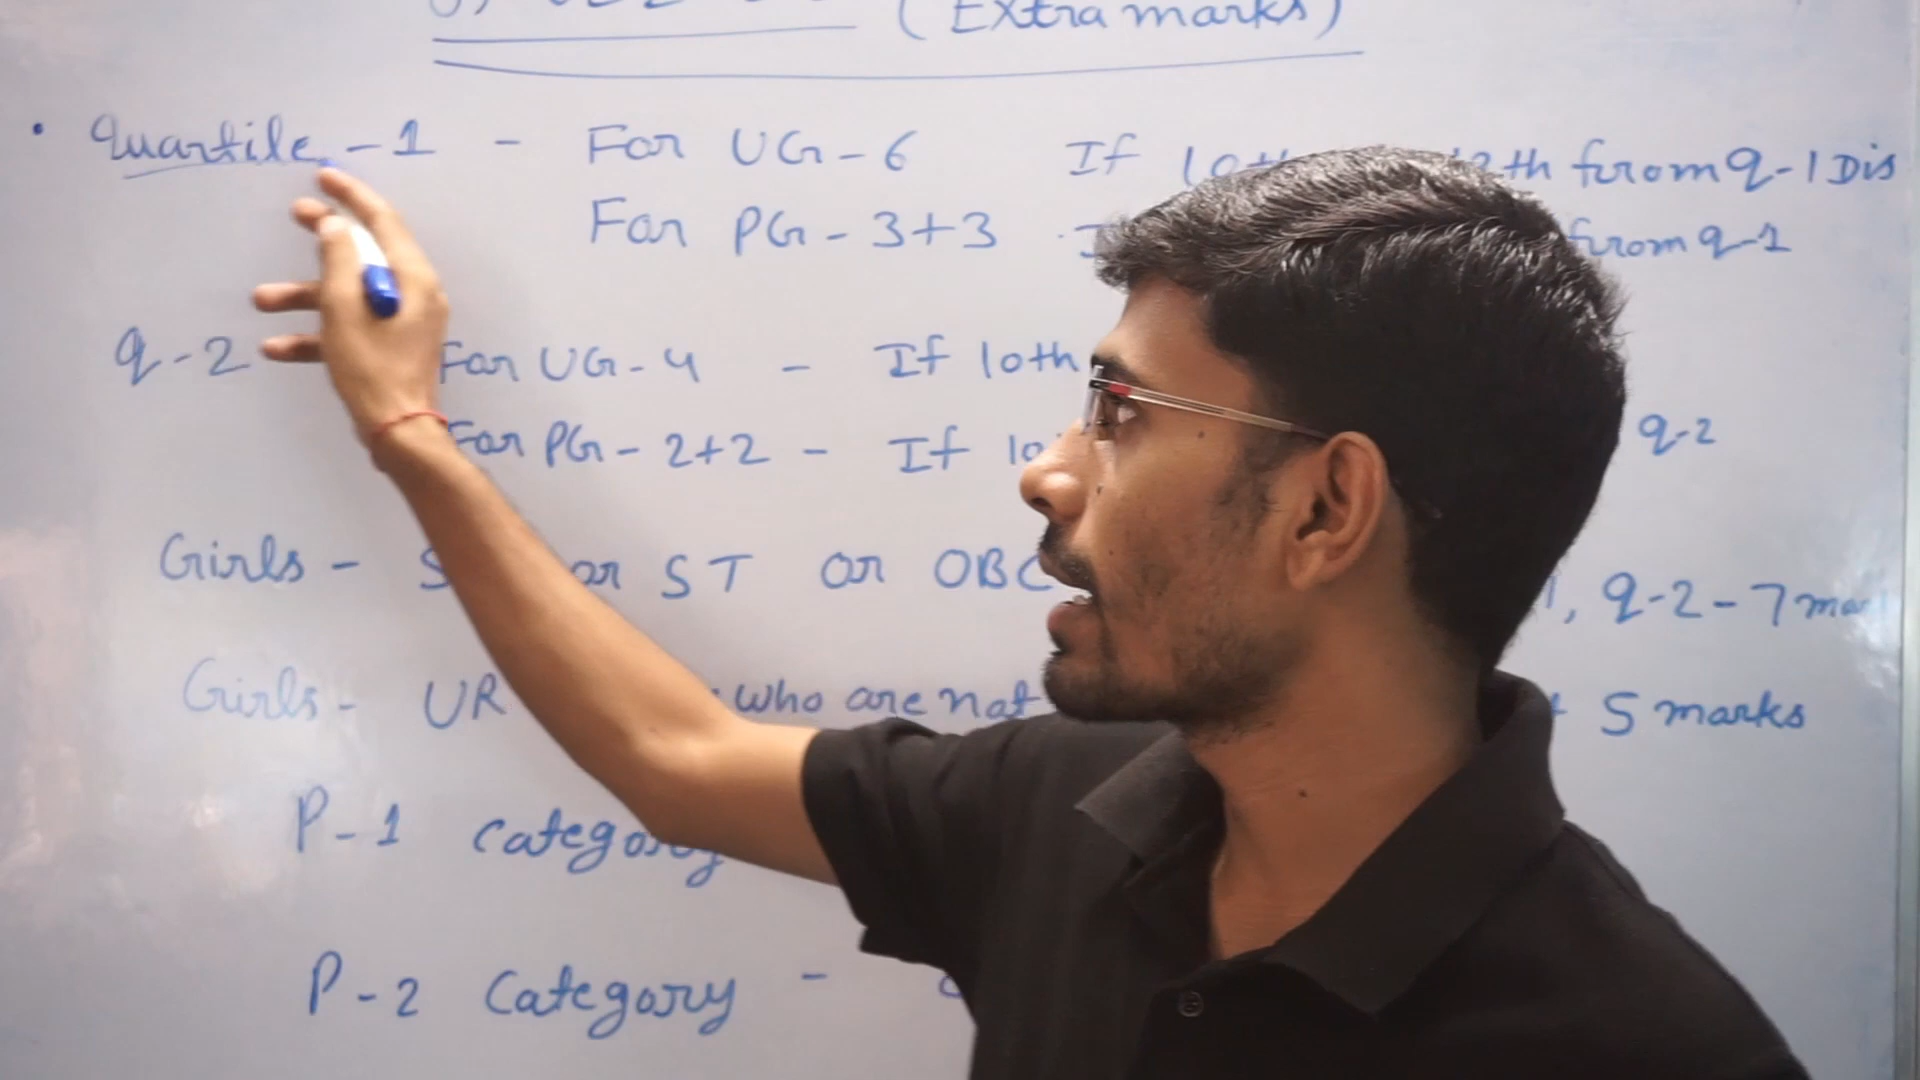 (Extra marks)
• Quartile - 1 - For UG - 6 If 10th 12th from q-1 Dis
For PG - 3+3 from q-1
q-2 For UG - 4 - If 10th
For PG - 2+2 - If 10 q-2
Girls - S or ST or OBC , q-2-7 mar
Girls - UR who are not 5 marks
P-1 category
P-2 category -